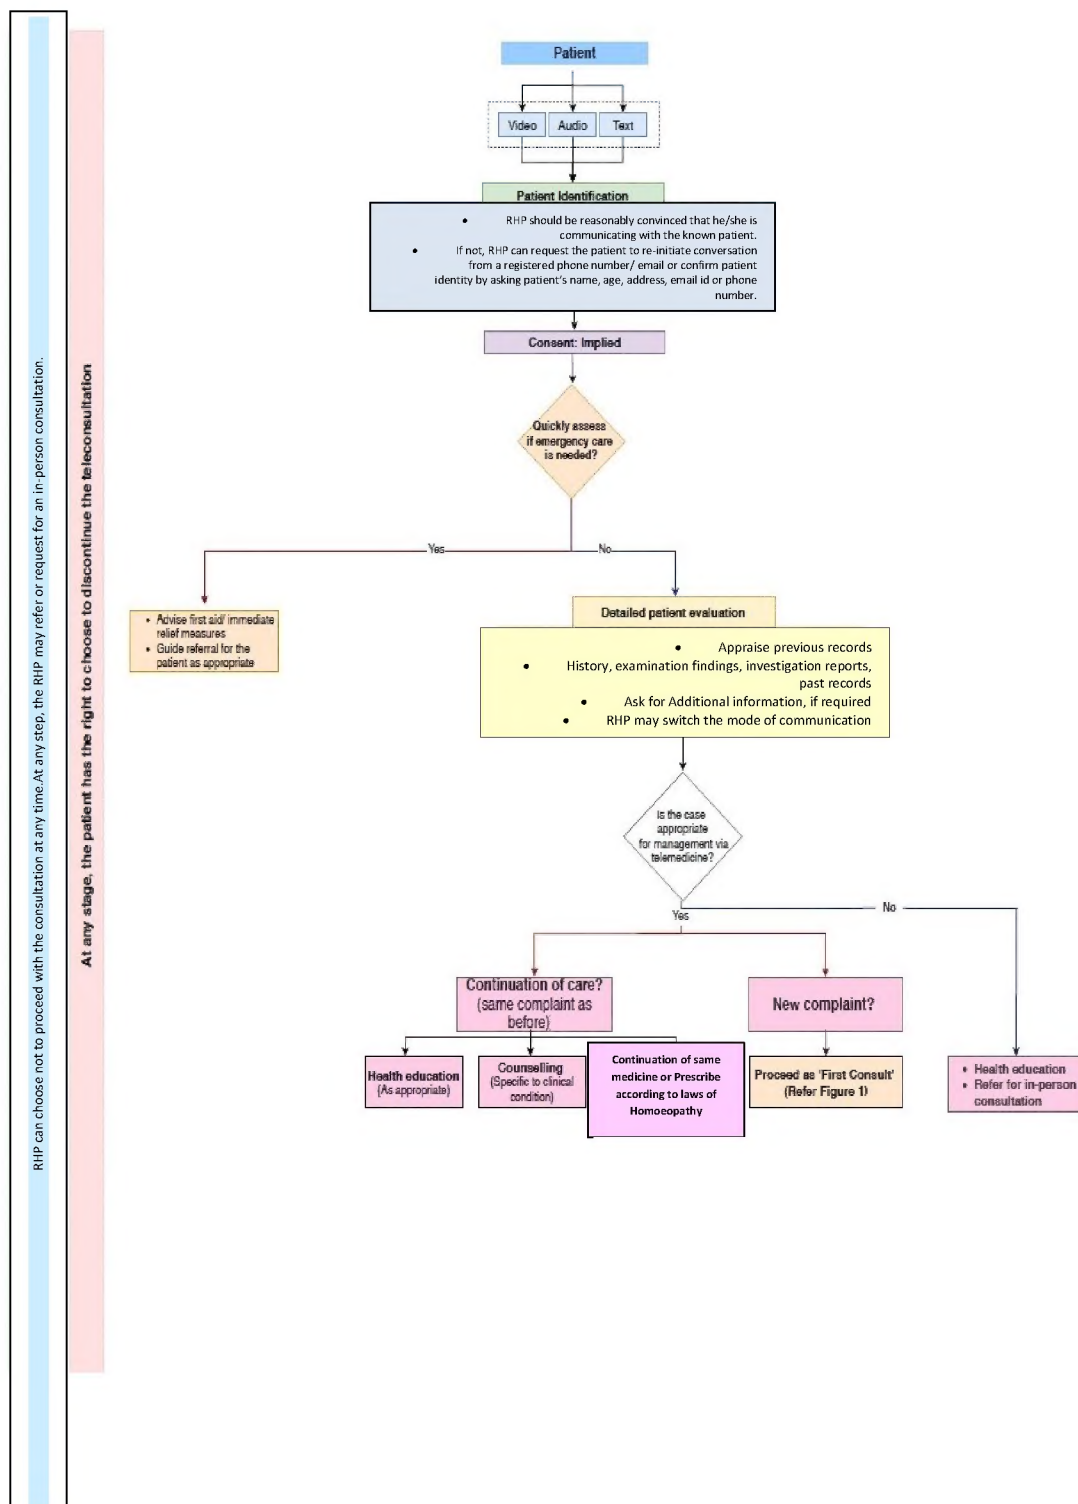 RHP can choose not to proceed with the consultation at any time.At any step, the RHP may refer or request for an in-person consultation.
At any stage, the patient has the right to choose to discontinue the teleconsultation
Patient
Video
Audio
Text
Patient Identification
• RHP should be reasonably convinced that he/she is
communicating with the known patient.
• If not, RHP can request the patient to re-initiate conversation
from a registered phone number/ email or confirm patient
identity by asking patient's name, age, address, email id or phone
number.
Consent: Implied
Quickly assess
if emergency care
is needed?
Yes
No
• Advise first aid/ immediate
relief measures
• Guide referral for the
patient as appropriate
Detailed patient evaluation
• Appraise previous records
• History, examination findings, investigation reports,
past records
• Ask for Additional information, if required
• RHP may switch the mode of communication
Is the case
appropriate
for management via
telemedicine?
Yes
No
Continuation of care?
(same complaint as
before)
New complaint?
Health education
(As appropriate)
Counselling
(Specific to clinical
condition)
Continuation of same
medicine or Prescribe
according to laws of
Homoeopathy
Proceed as 'First Consult'
(Refer Figure 1)
• Health education
• Refer for in-person
consultation